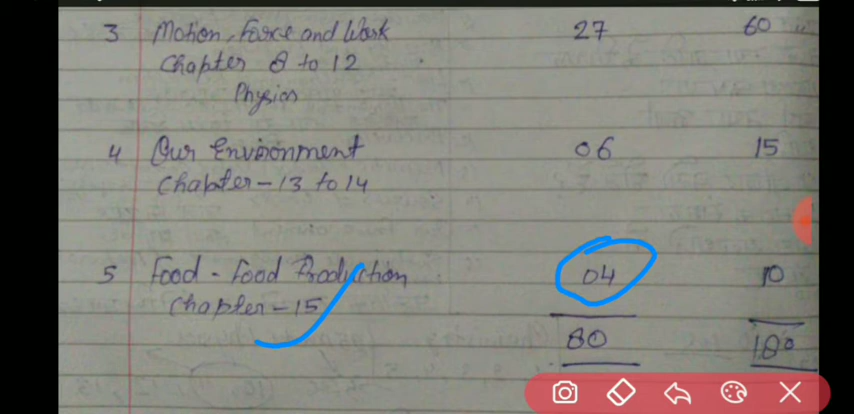 3 Motion, Force and Work 27 60
Chapter 8 to 12
Physics
4 Our Environment 06 15
Chapter-13 to 14
5 Food - Food Production 04 10
Chapter-15
80 180